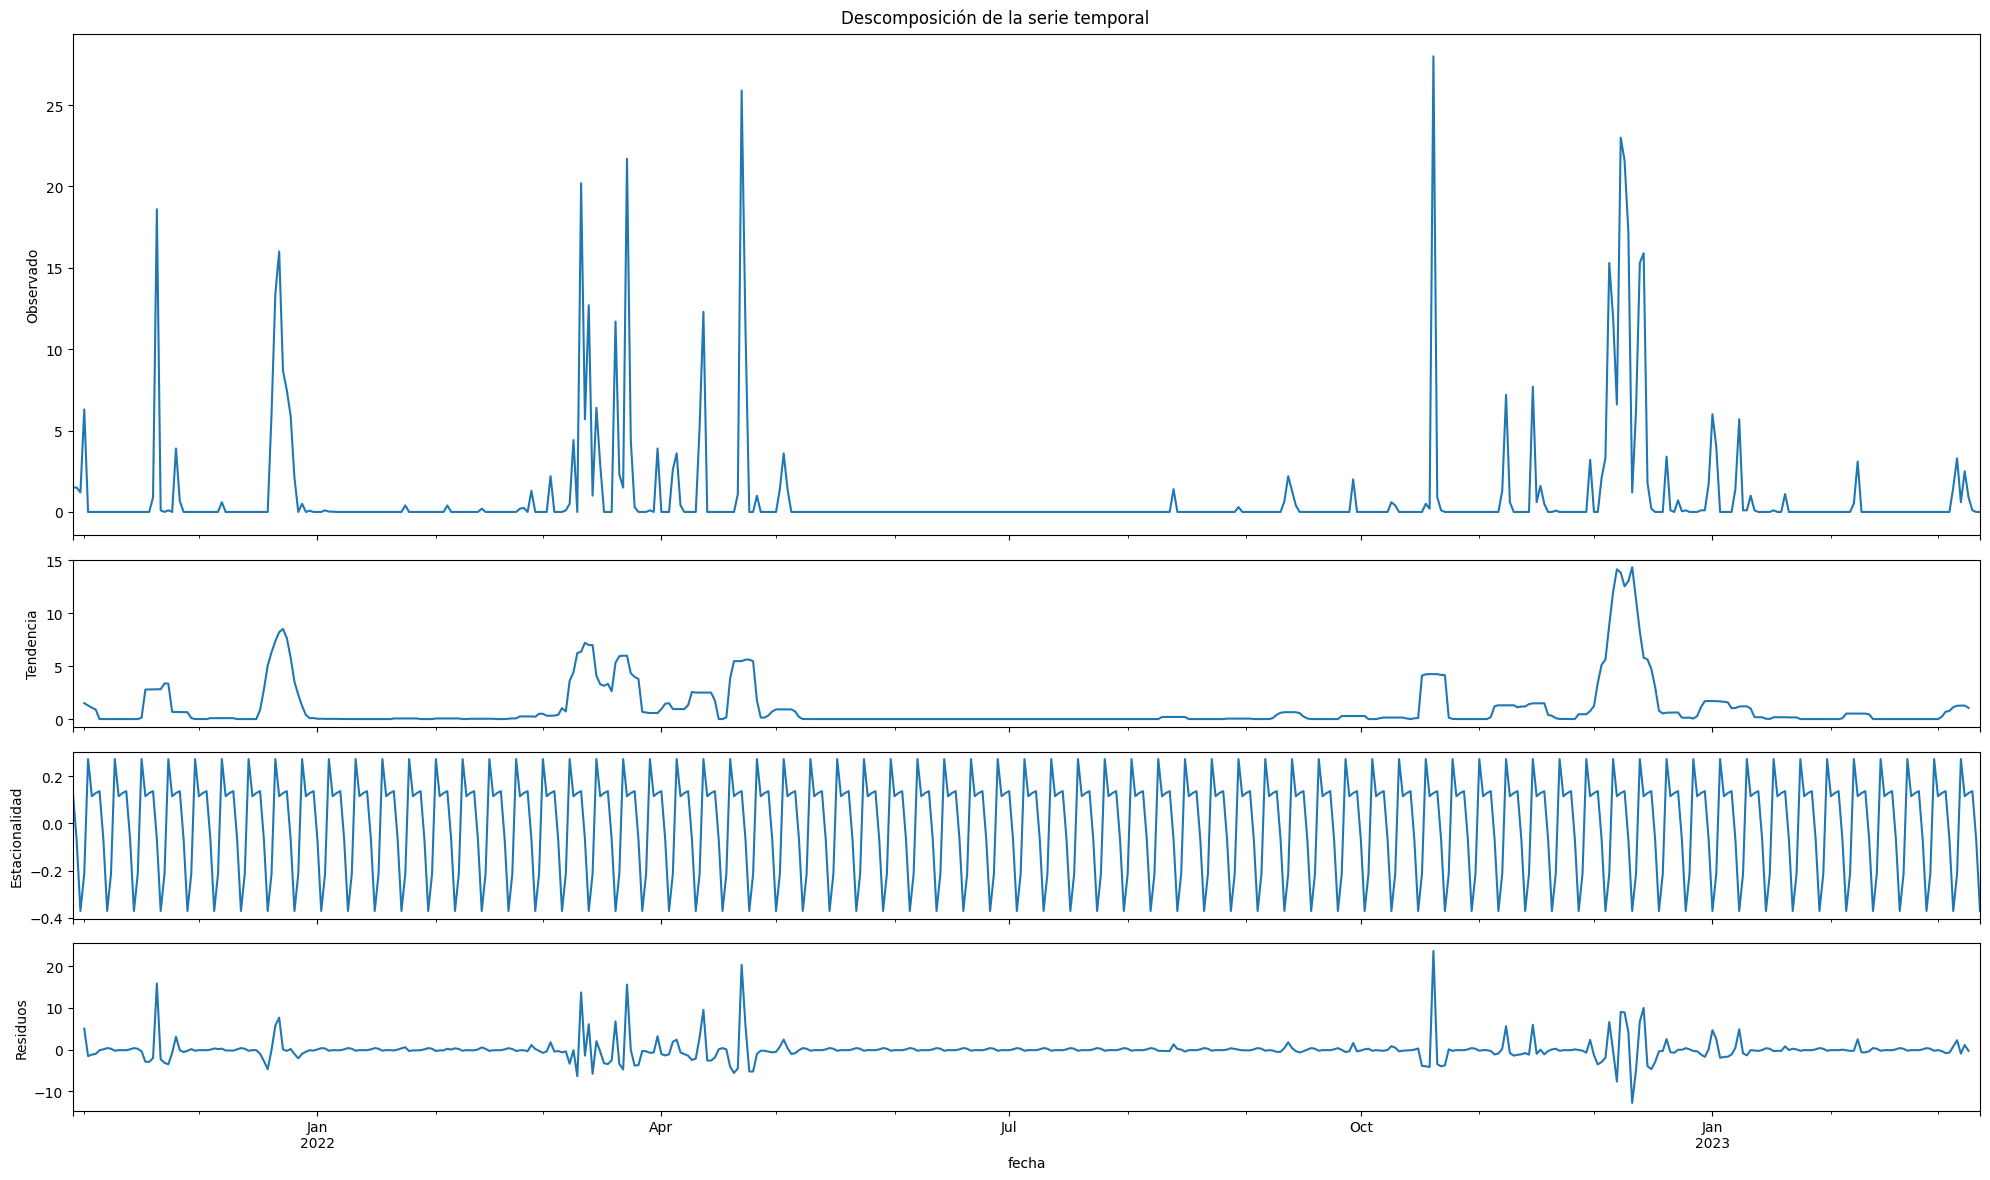 Descomposición de la serie temporal
Observado
25
20
15
10
5
0
Tendencia
15
10
5
0
Estacionalidad
0.2
0.0
−0.2
−0.4
Residuos
20
10
0
−10
Jan
2022
Apr
Jul
Oct
Jan
2023
fecha